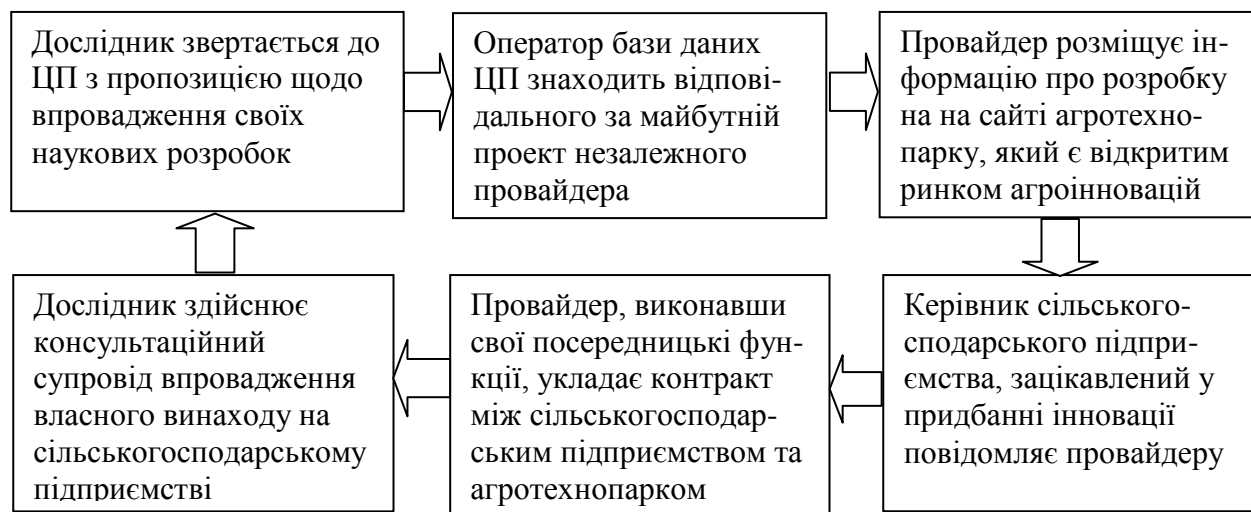 Дослідник звертається до
ЦП з пропозицією щодо
впровадження своїх
наукових розробок
Оператор бази даних
ЦП знаходить відпові-
дального за майбутній
проект незалежного
провайдера
Провайдер розміщує ін-
формацію про розробку
на на сайті агротехно-
парку, який є відкритим
ринком агроінновацій
Керівник сільського-
сподарського підпри-
ємства, зацікавлений у
придбанні інновації
повідомляє провайдеру
Провайдер, виконавши
свої посередницькі фун-
кції, укладає контракт
між сільськогосподар-
ським підприємством та
агротехнопарком
Дослідник здійснює
консультаційний
супровід впровадження
власного винаходу на
сільськогосподарському
підприємстві